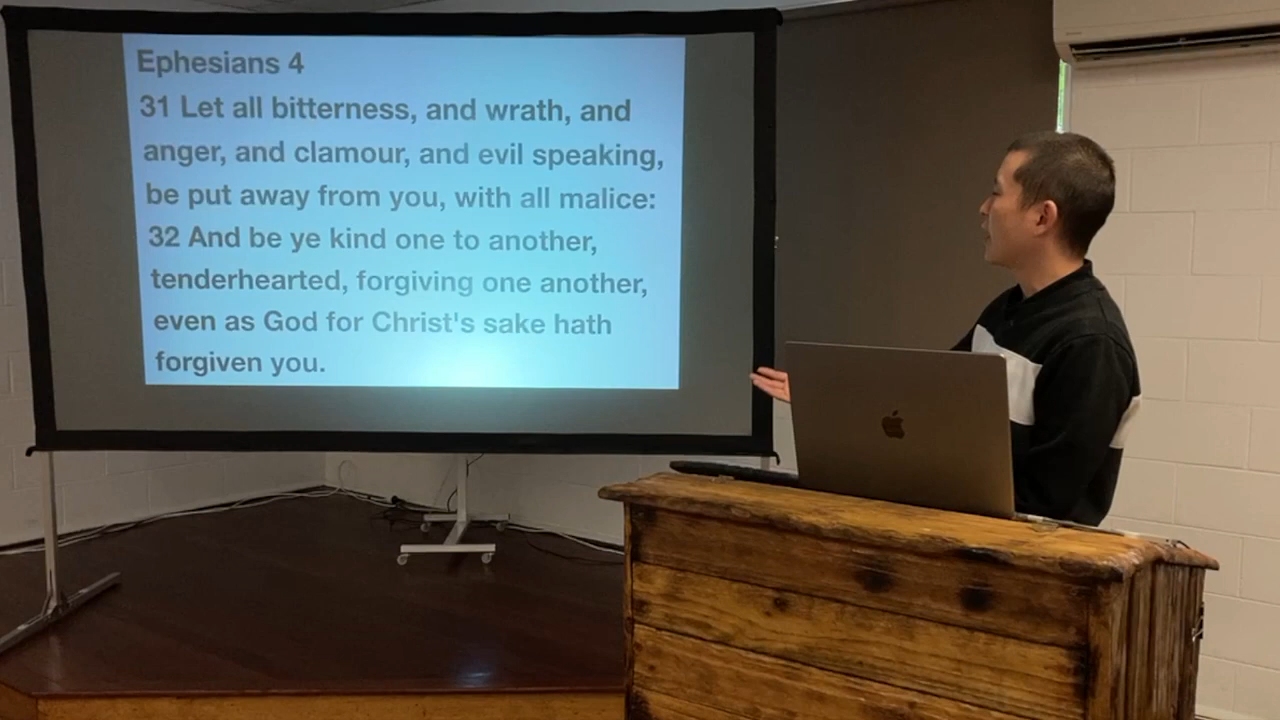 Ephesians 4
31 Let all bitterness, and wrath, and
anger, and clamour, and evil speaking,
be put away from you, with all malice:
32 And be ye kind one to another,
tenderhearted, forgiving one another,
even as God for Christ's sake hath
forgiven you.